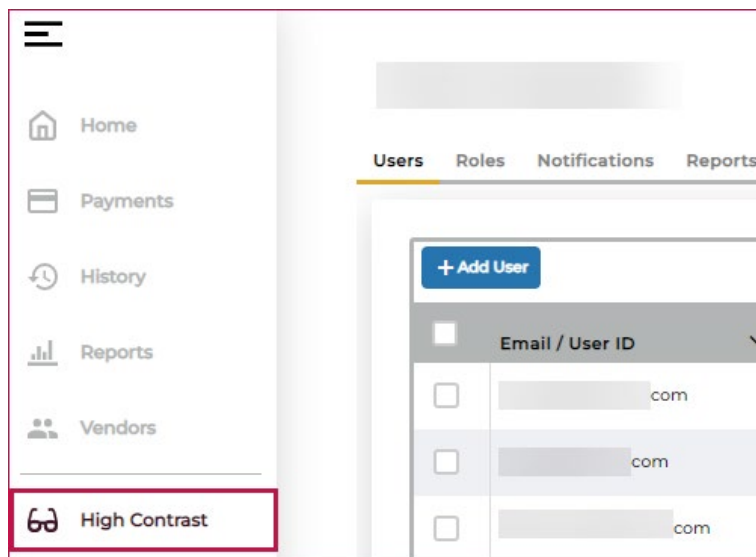 Home
Payments
History
Reports
Vendors
High Contrast
Users Roles Notifications Reports
+ Add User
Email / User ID
com
com
com